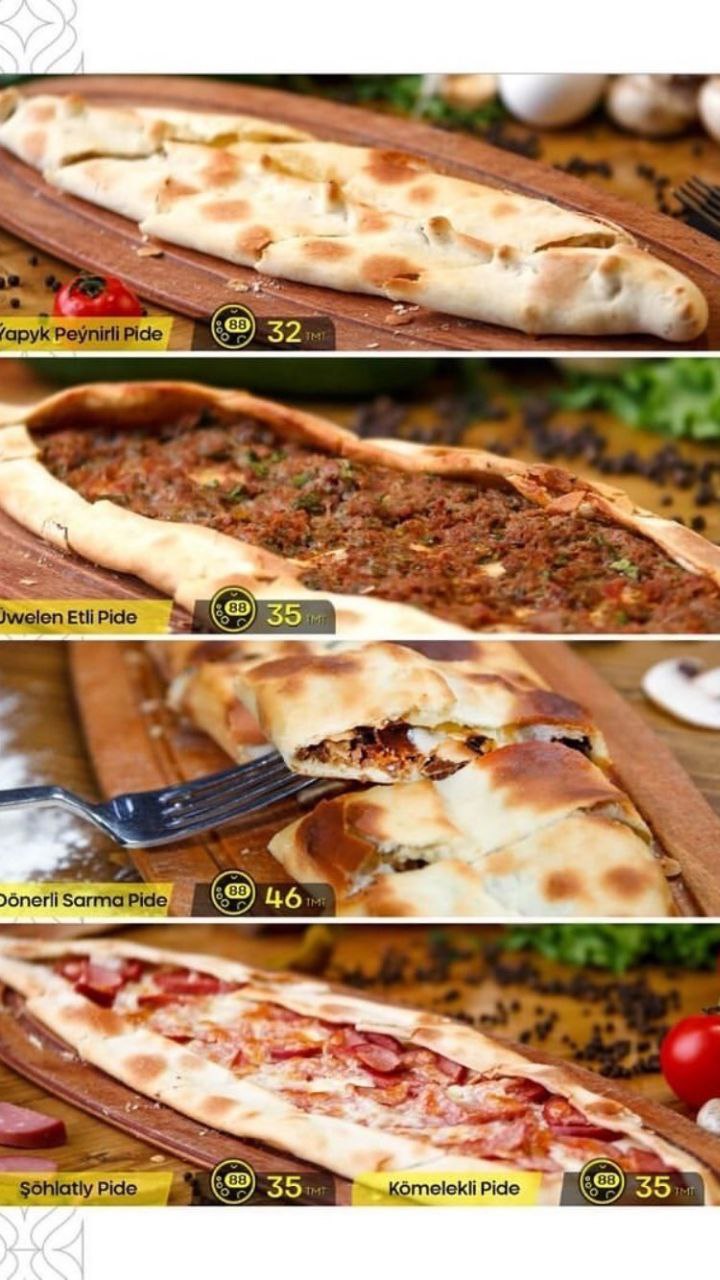 Ýapyk Peýnirli Pide 88 32 TMT
Üwelen Etli Pide 88 35 TMT
Dönerli Sarma Pide 88 46 TMT
Şöhlatly Pide 88 35 TMT Kömelekli Pide 88 35 TMT